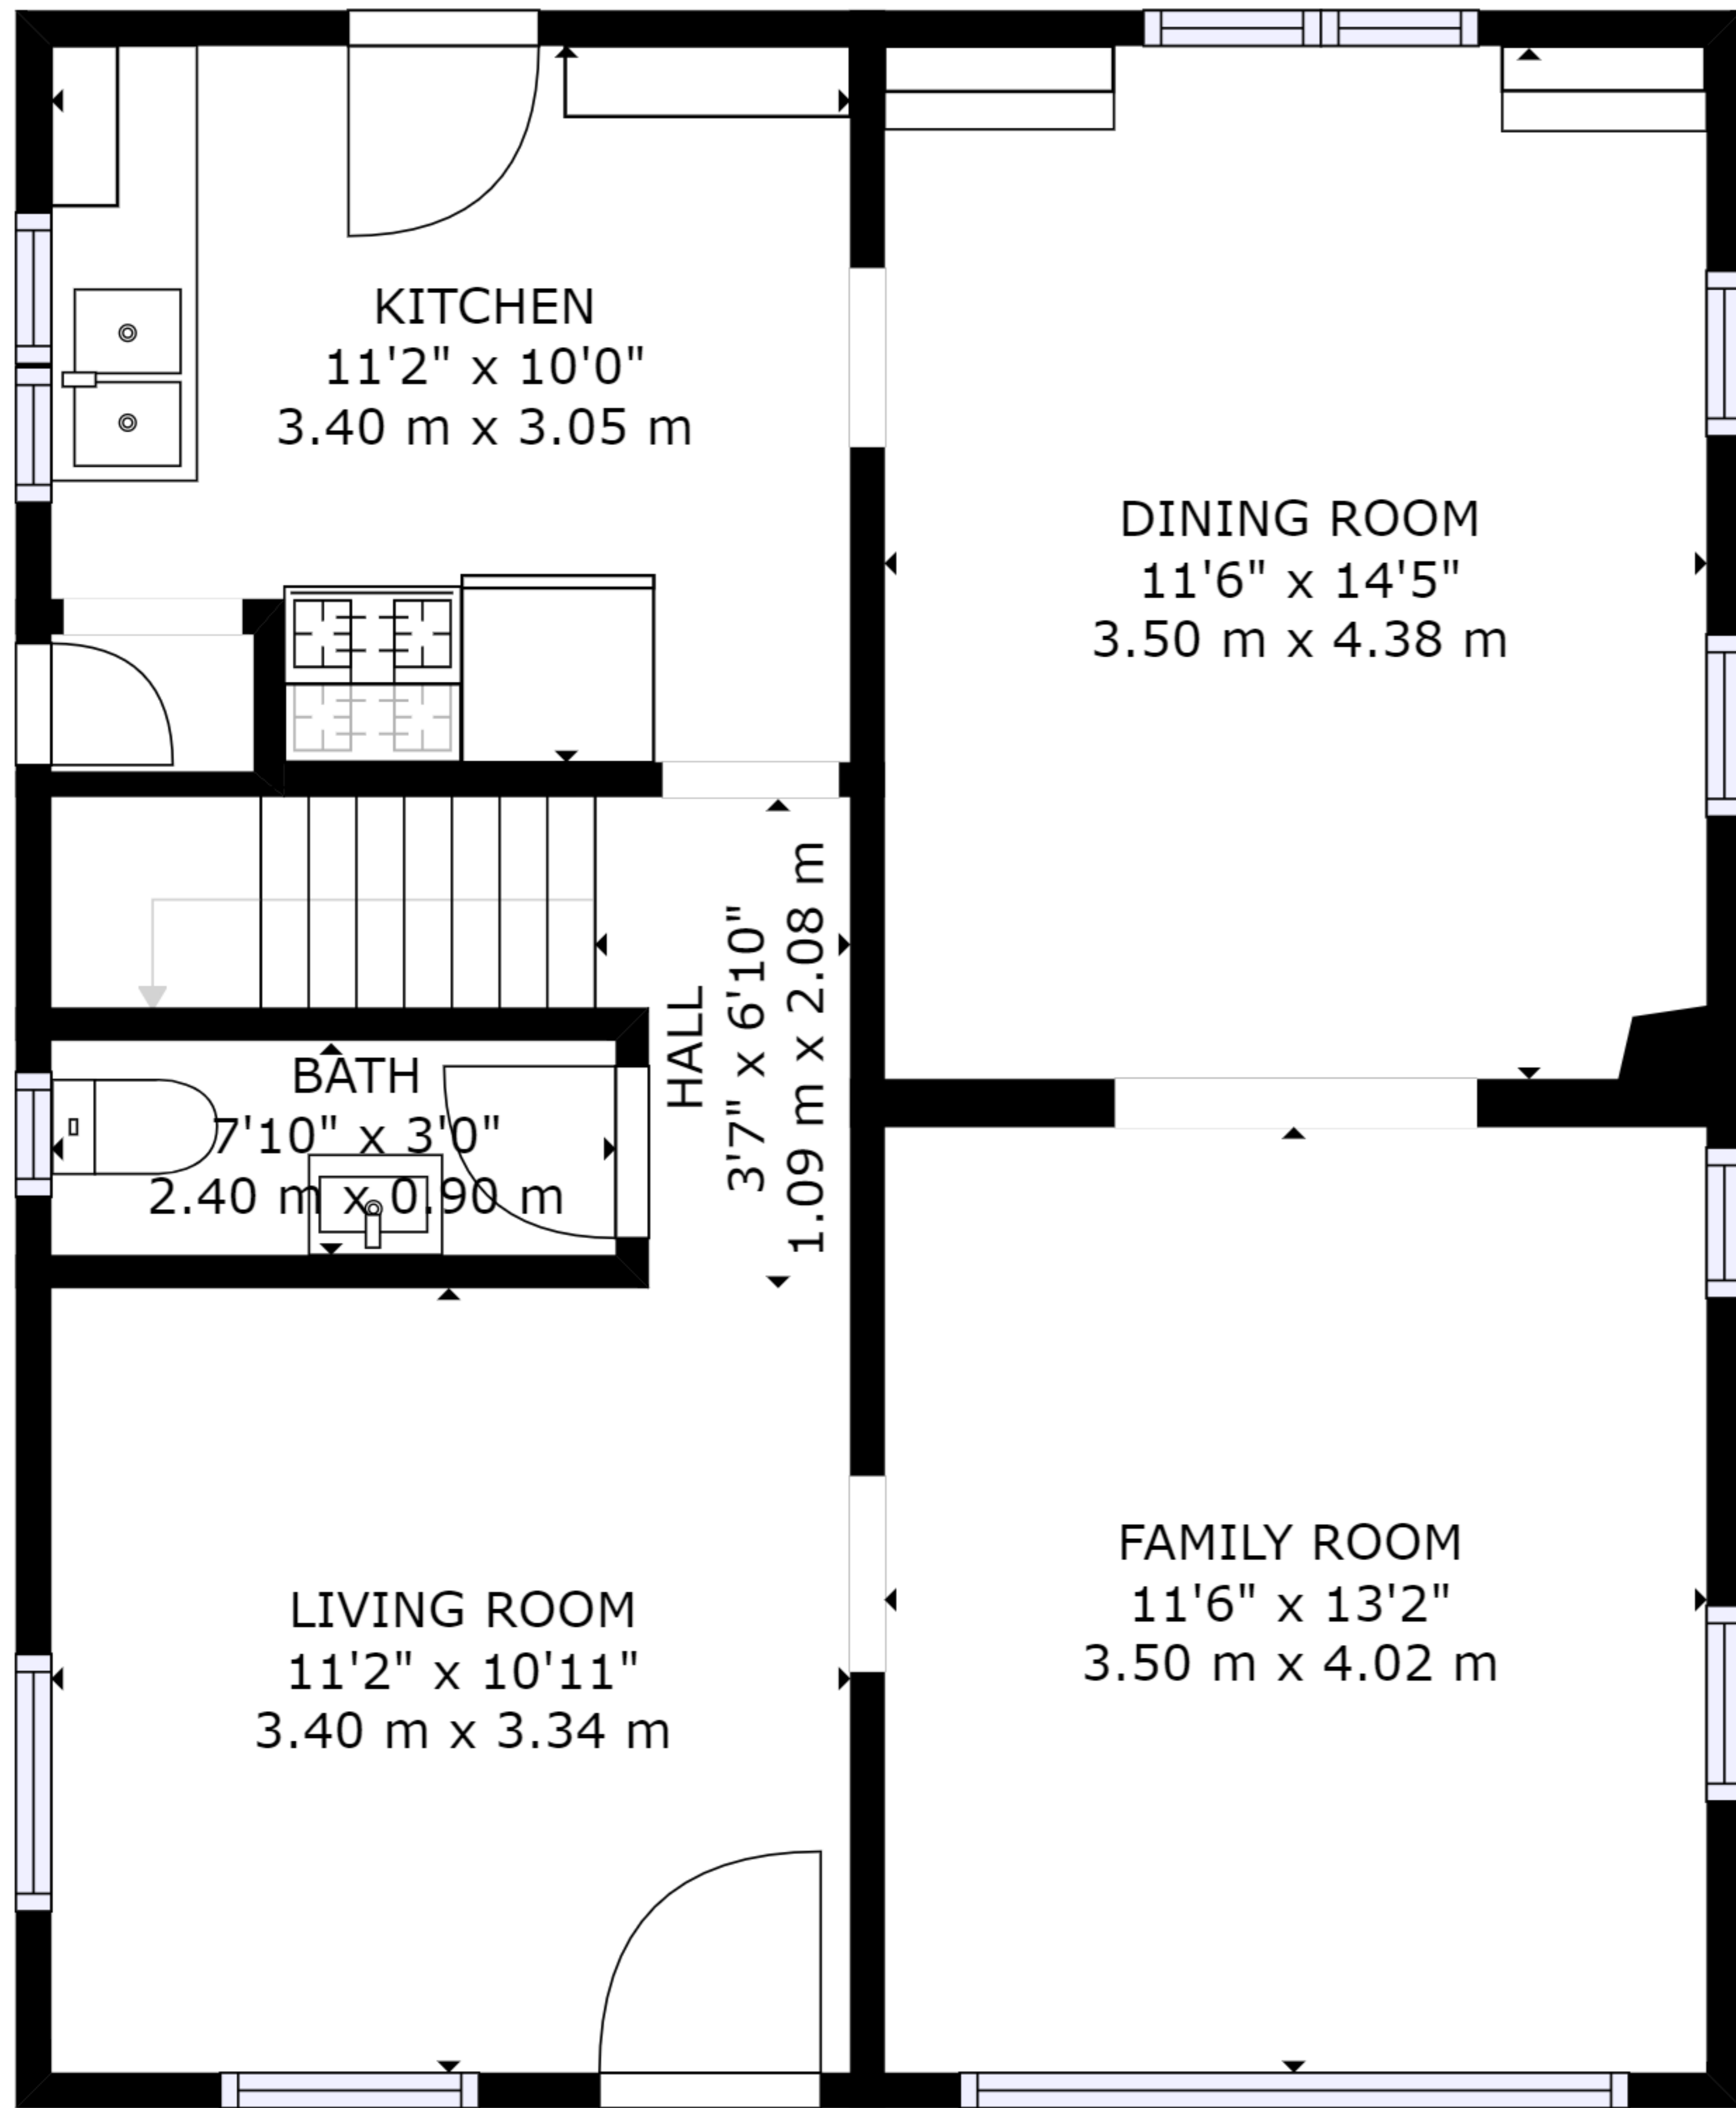 KITCHEN
11'2" x 10'0"
3.40 m x 3.05 m
DINING ROOM
11'6" x 14'5"
3.50 m x 4.38 m
HALL
3'7" x 6'10"
1.09 m x 2.08 m
BATH
7'10" x 3'0"
2.40 m x 0.90 m
FAMILY ROOM
11'6" x 13'2"
3.50 m x 4.02 m
LIVING ROOM
11'2" x 10'11"
3.40 m x 3.34 m